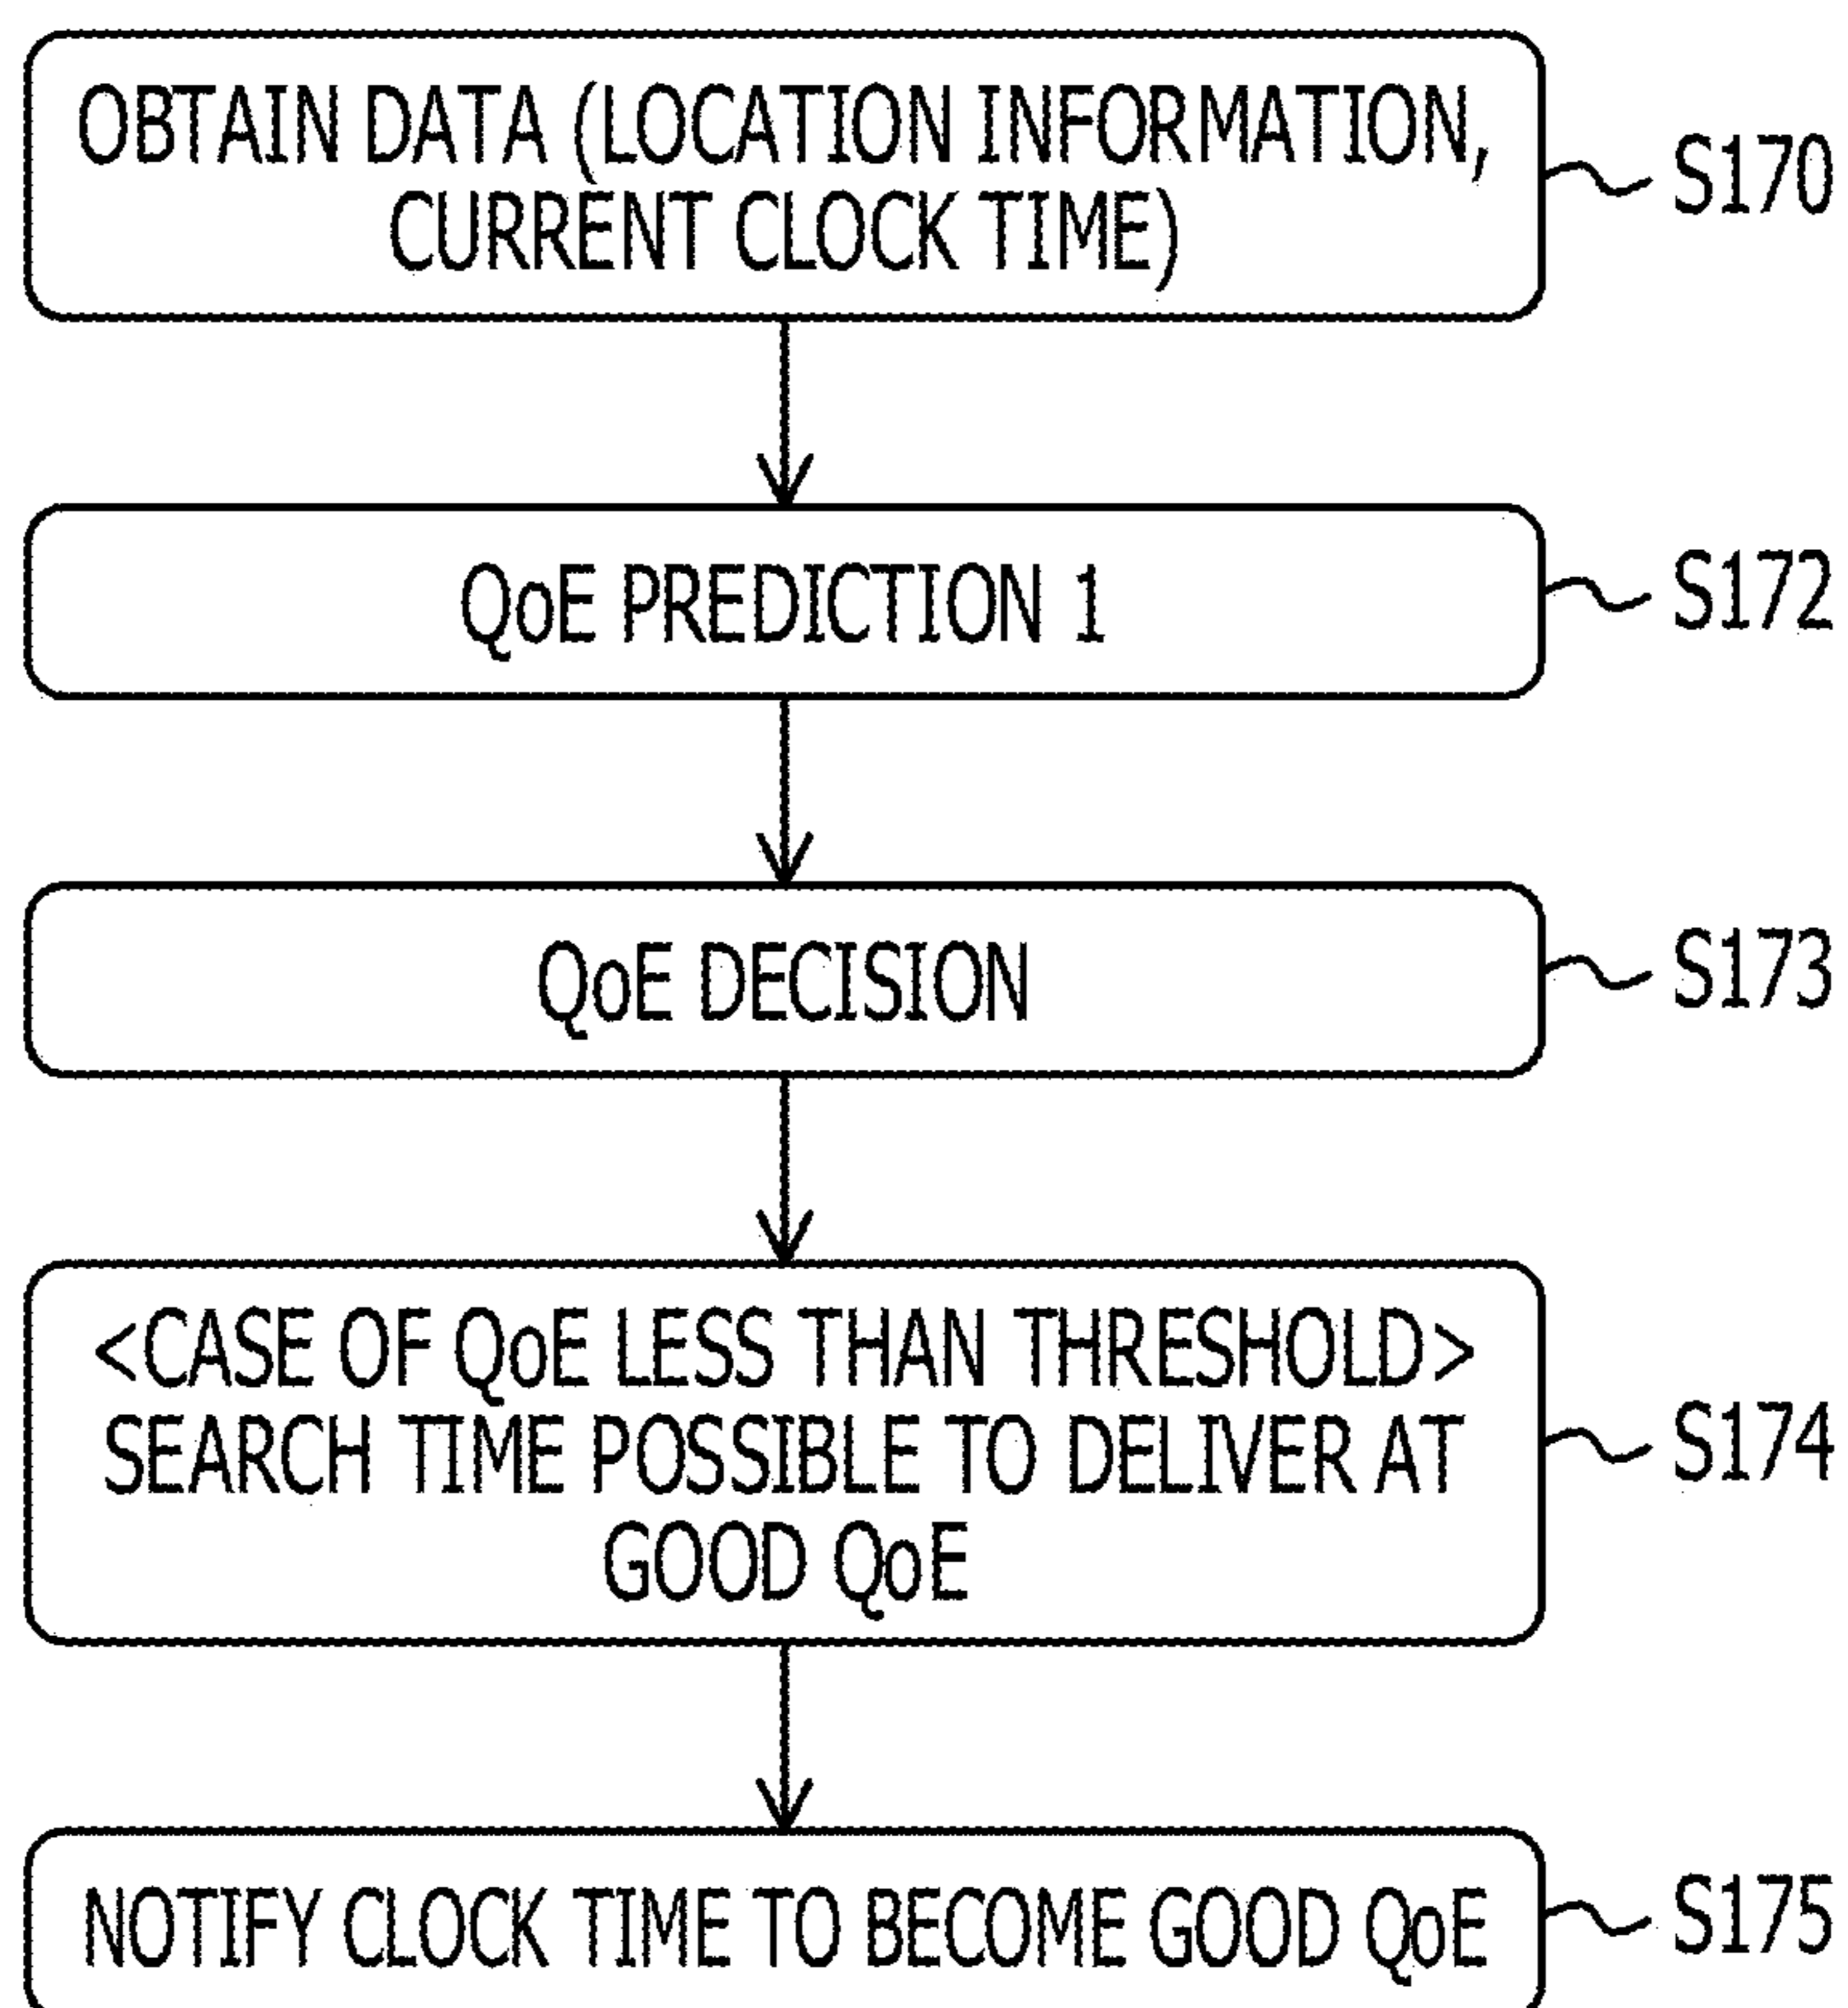 OBTAIN DATA (LOCATION INFORMATION,
CURRENT CLOCK TIME)
S170
QoE PREDICTION 1
S172
QoE DECISION
S173
<CASE OF QoE LESS THAN THRESHOLD>
SEARCH TIME POSSIBLE TO DELIVER AT
GOOD QoE
S174
NOTIFY CLOCK TIME TO BECOME GOOD QoE
S175